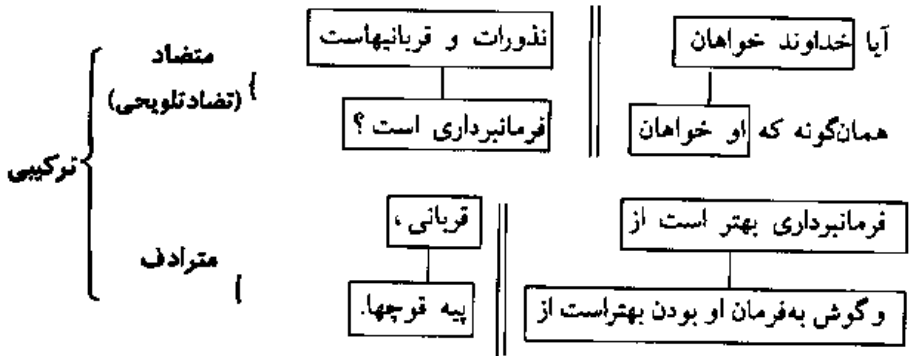 آیا خداوند خواهان نذورات و قربانیهاست متضاد
(تضادتلویحی)
همان‌گونه که او خواهان فرمانبرداری است ؟
ترکیبی
فرمانبرداری بهتر است از قربانی ،
مترادف
و گوش به‌فرمان او بودن بهتراست از پیه قوچها.